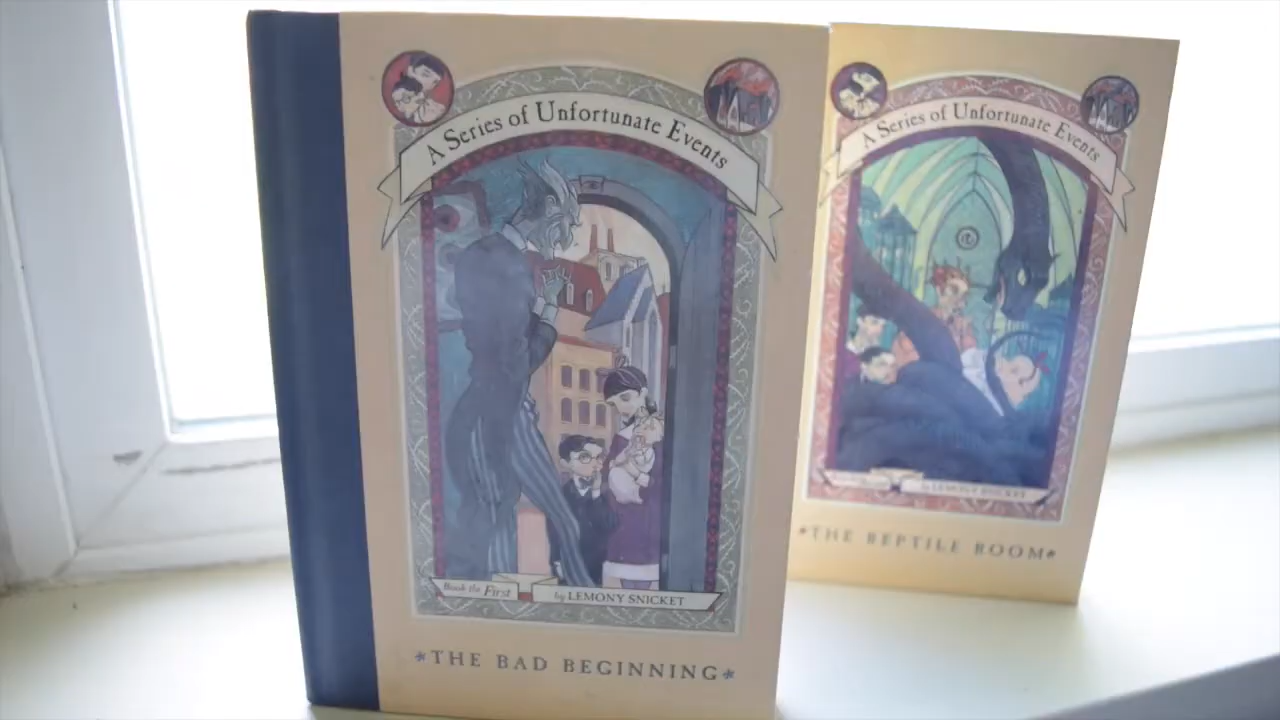 A Series of Unfortunate Events
Book the First
by LEMONY SNICKET
*THE BAD BEGINNING*
A Series of Unfortunate Events
by LEMONY SNICKET
*THE REPTILE ROOM*